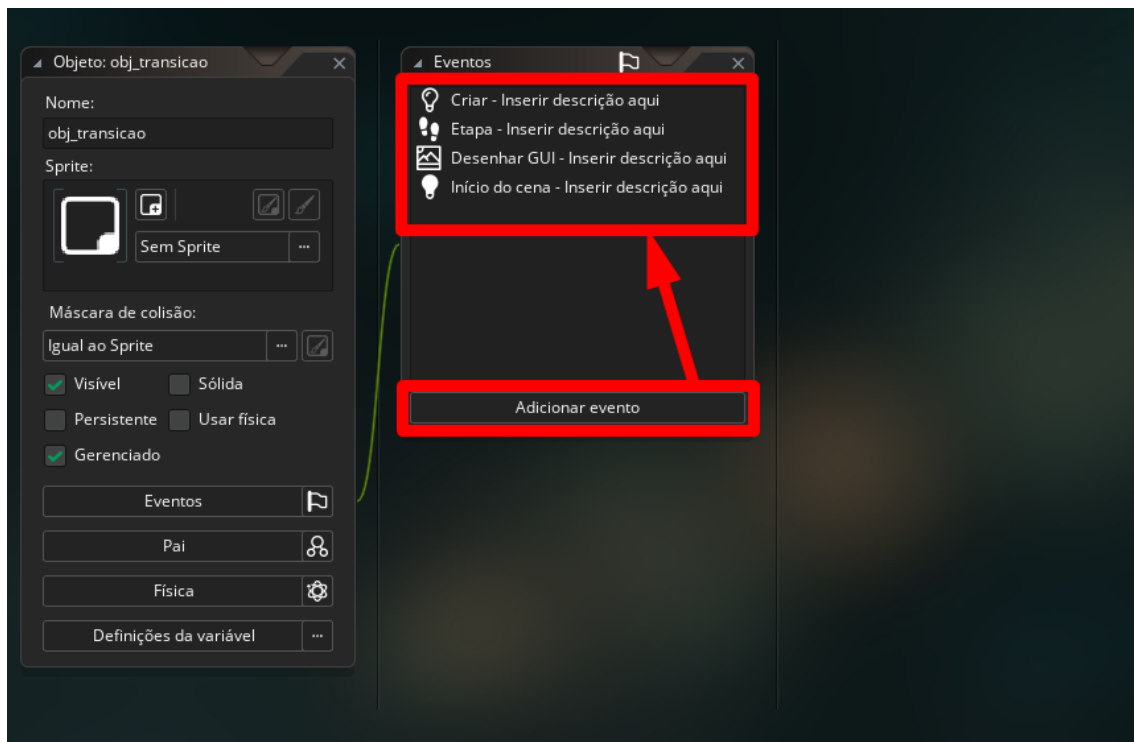 Objeto: obj_transicao
Nome:
obj_transicao
Sprite:
Sem Sprite
Máscara de colisão:
Igual ao Sprite
Visível
Sólida
Persistente
Usar física
Gerenciado
Eventos
Pai
Física
Definições da variável
Eventos
Criar - Inserir descrição aqui
Etapa - Inserir descrição aqui
Desenhar GUI - Inserir descrição aqui
Início do cena - Inserir descrição aqui
Adicionar evento